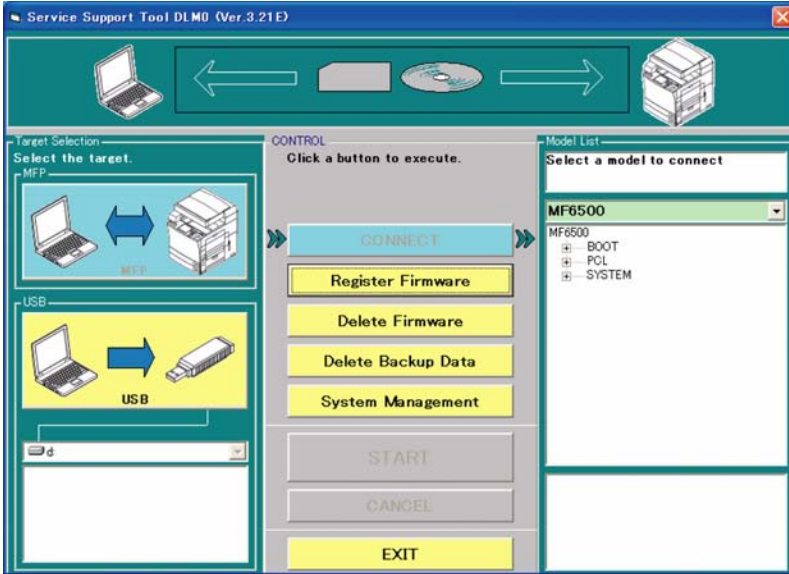 Service Support Tool DLM0 (Ver.3.21E)
Target Selection
Select the target.
MFP
MFP
USB
USB
d:
CONTROL
Click a button to execute.
CONNECT
Register Firmware
Delete Firmware
Delete Backup Data
System Management
START
CANCEL
EXIT
Model List
Select a model to connect
MF6500
MF6500
BOOT
PCL
SYSTEM